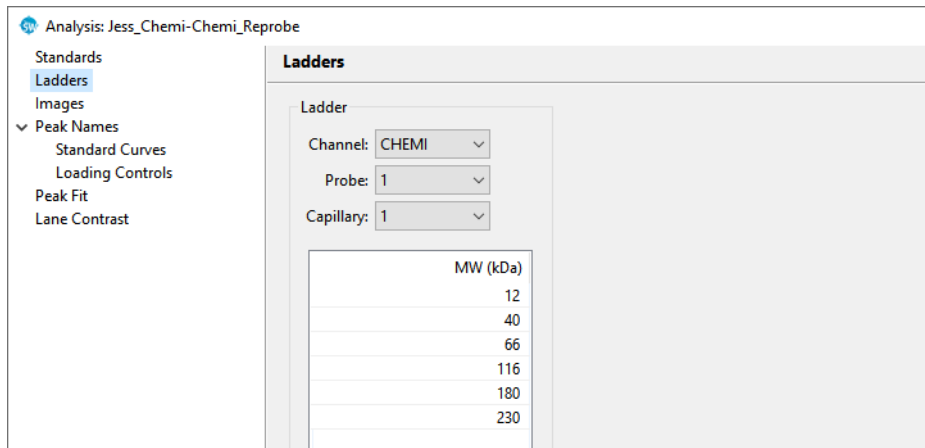 SW Analysis: Jess_Chemi-Chemi_Reprobe
Standards
Ladders
Images
Peak Names
Standard Curves
Loading Controls
Peak Fit
Lane Contrast
Ladders
Ladder
Channel: CHEMI
Probe: 1
Capillary: 1
MW (kDa)
12
40
66
116
180
230